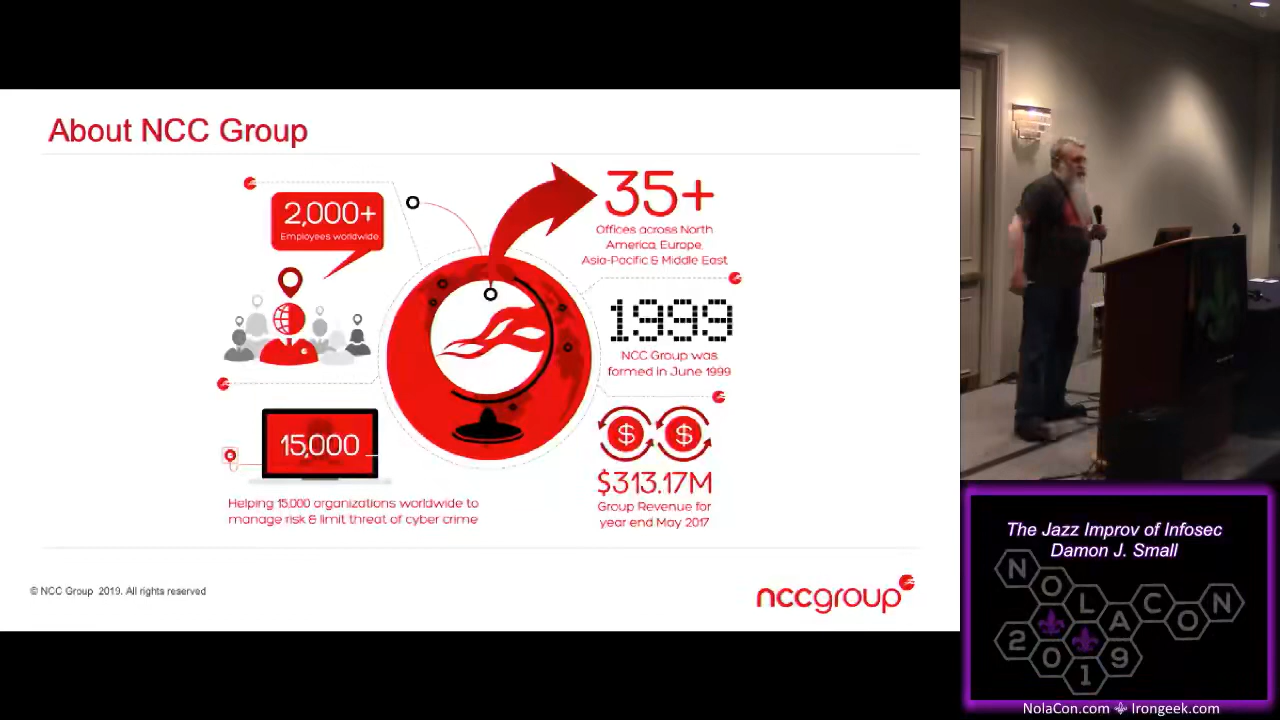 About NCC Group
2,000+
Employees worldwide
35+
Offices across North
America, Europe,
Asia-Pacific & Middle East
1999
NCC Group was
formed in June 1999
15,000
Helping 15,000 organizations worldwide to
manage risk & limit threat of cyber crime
$ $
$313.17M
Group Revenue for
year end May 2017
© NCC Group 2019. All rights reserved
nccgroup
The Jazz Improv of Infosec
Damon J. Small
NOLACON
2019
NolaCon.com Irongeek.com